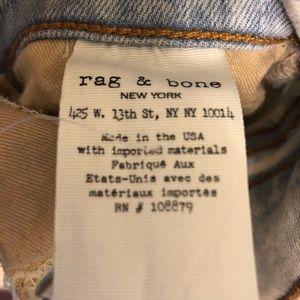 rag & bone
NEW YORK
425 W. 13th St, NY NY 10014
Made in the USA
with imported materials
Fabriqué Aux
Etats-Unis avec des
matériaux importés
RN # 108879